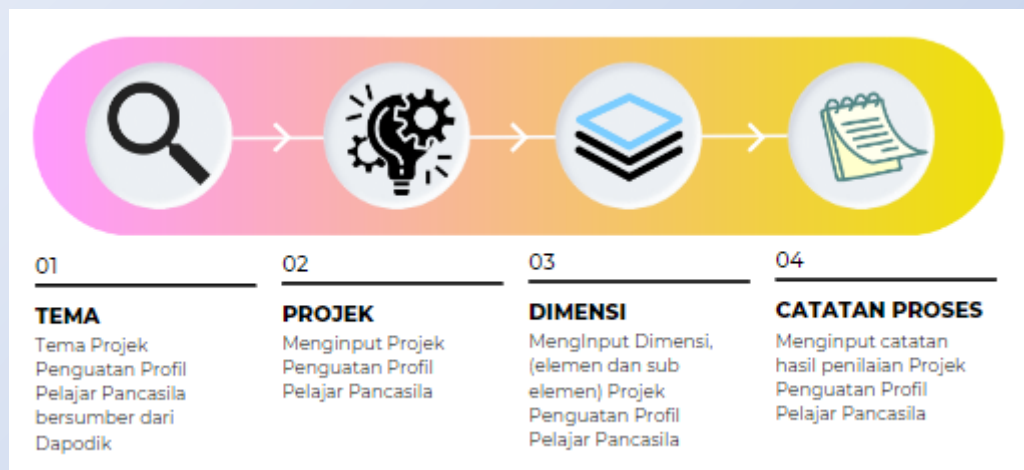 01
TEMA
Tema Projek
Penguatan Profil
Pelajar Pancasila
bersumber dari
Dapodik
02
PROJEK
Menginput Projek
Penguatan Profil
Pelajar Pancasila
03
DIMENSI
MengInput Dimensi,
(elemen dan sub
elemen) Projek
Penguatan Profil
Pelajar Pancasila
04
CATATAN PROSES
Menginput catatan
hasil penilaian Projek
Penguatan Profil
Pelajar Pancasila